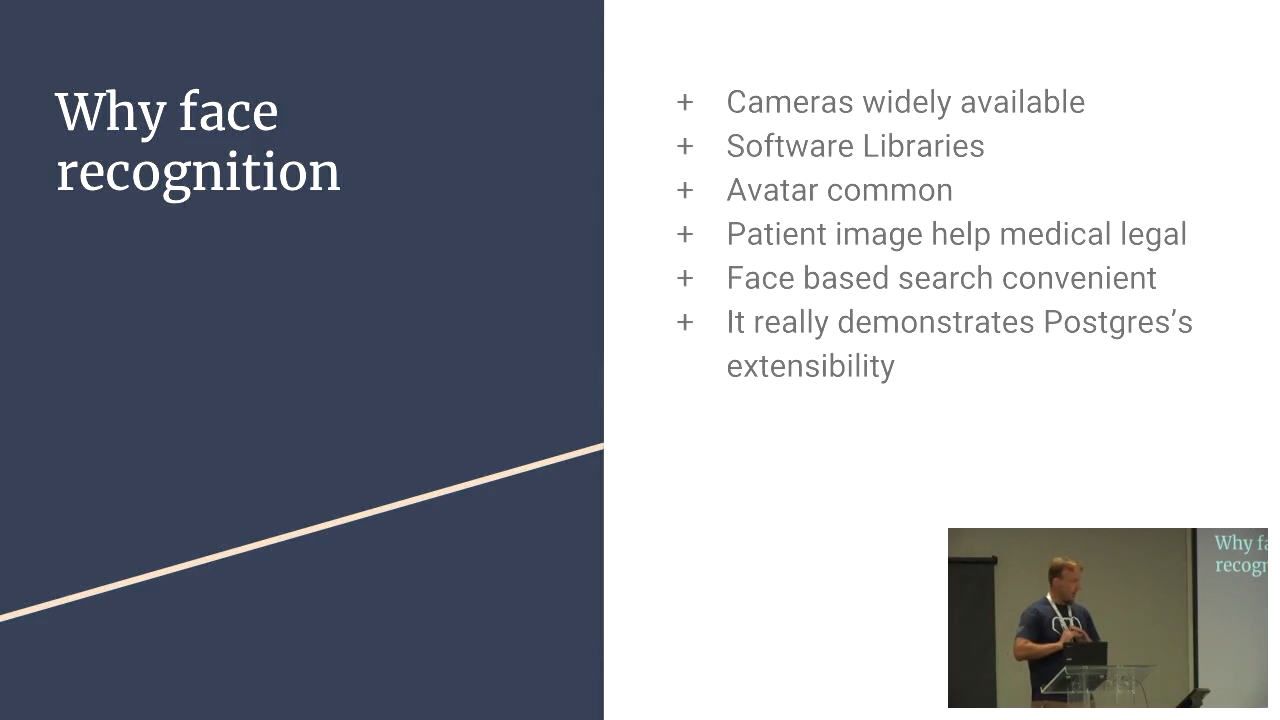 Why face
recognition
+ Cameras widely available
+ Software Libraries
+ Avatar common
+ Patient image help medical legal
+ Face based search convenient
+ It really demonstrates Postgres’s
extensibility
Why fa
recogn